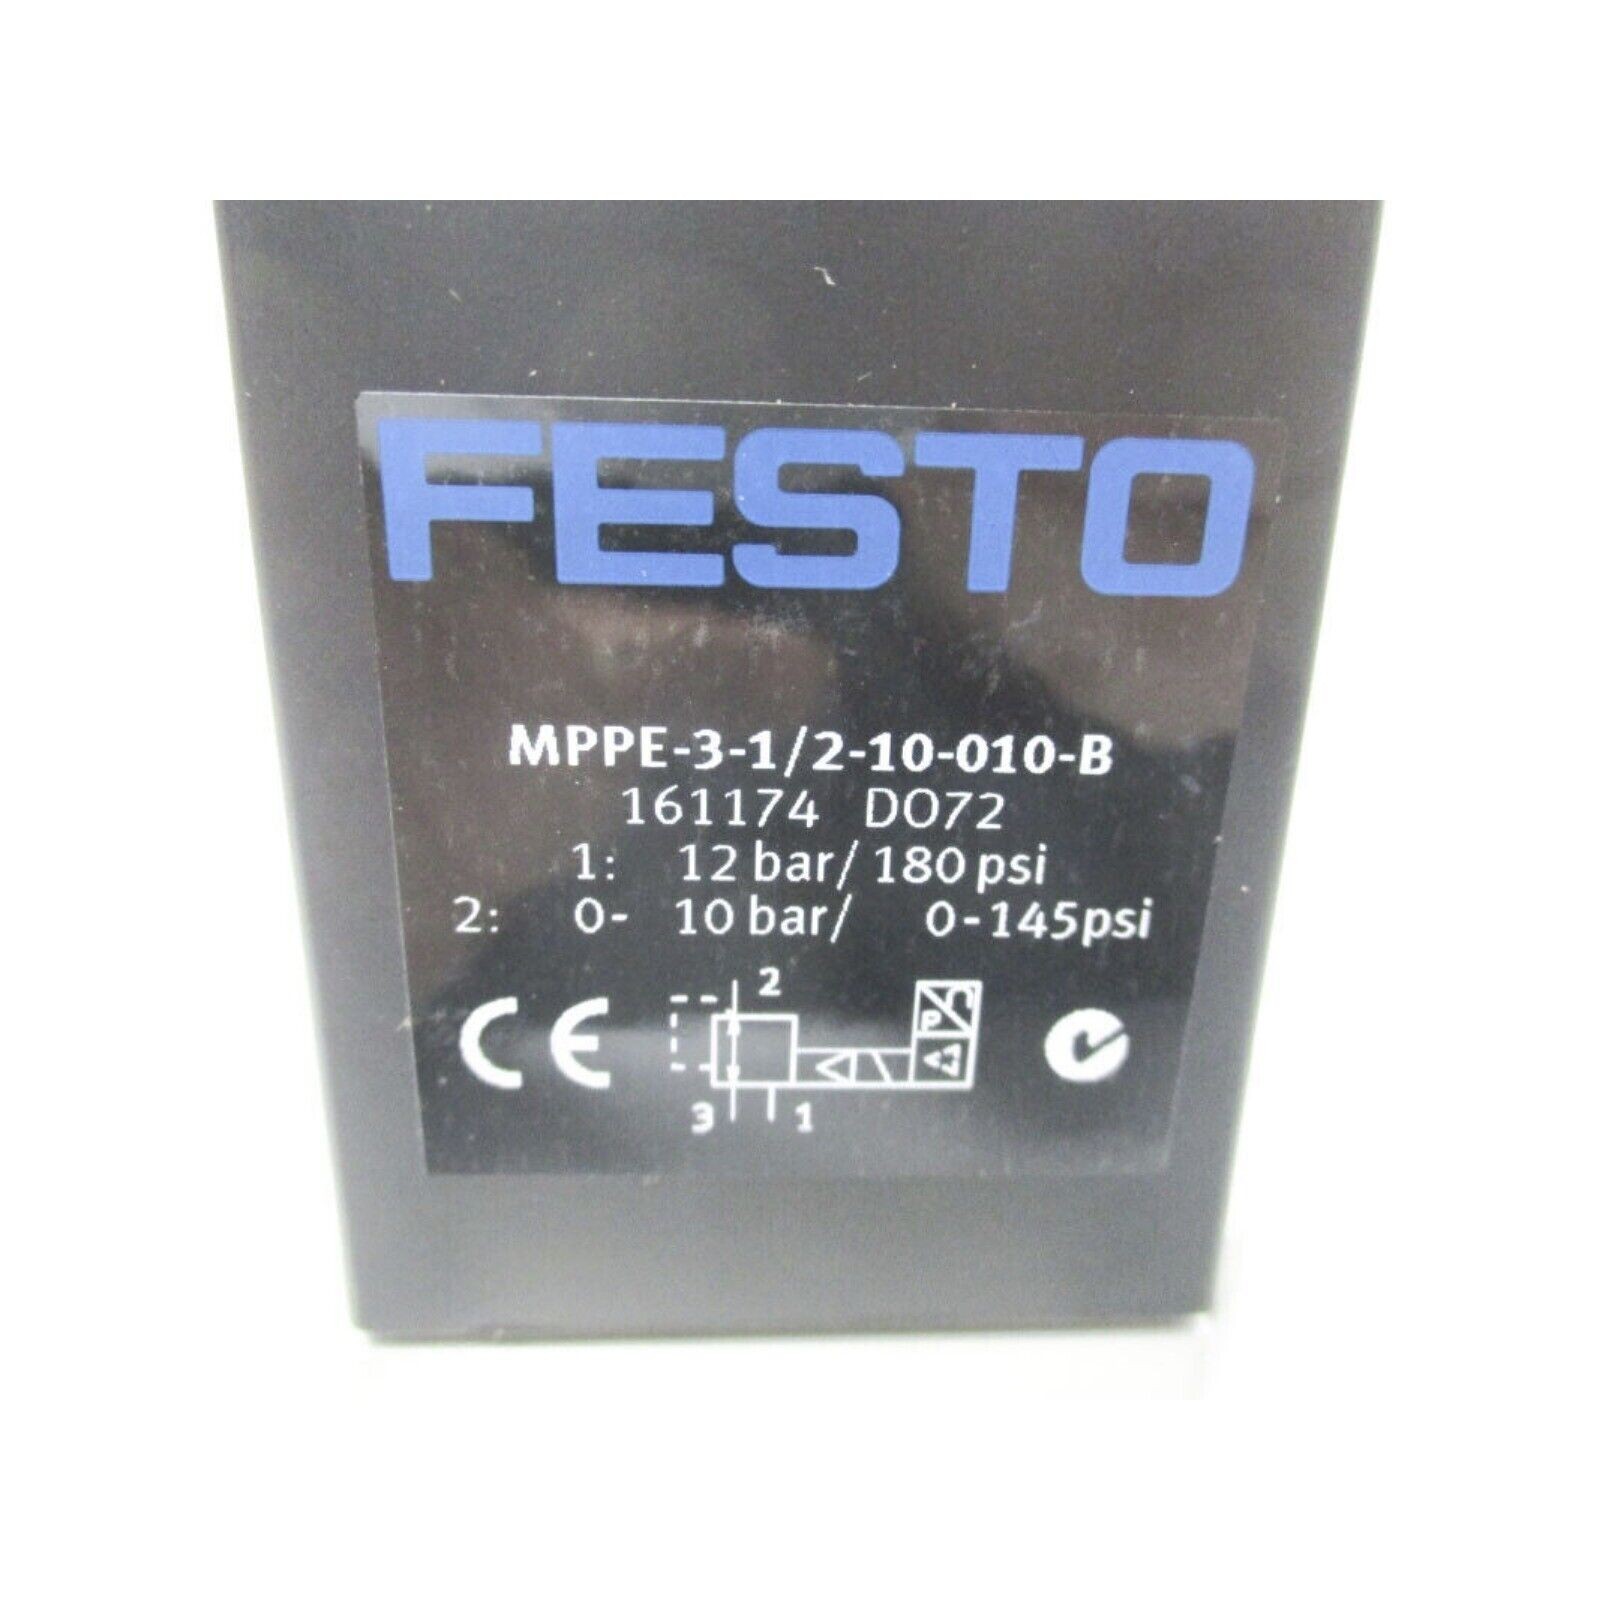 FESTO
MPPE-3-1/2-10-010-B
161174 DO72
1: 12 bar/ 180 psi
2: 0- 10 bar/ 0-145psi
CE
2
P
3 1